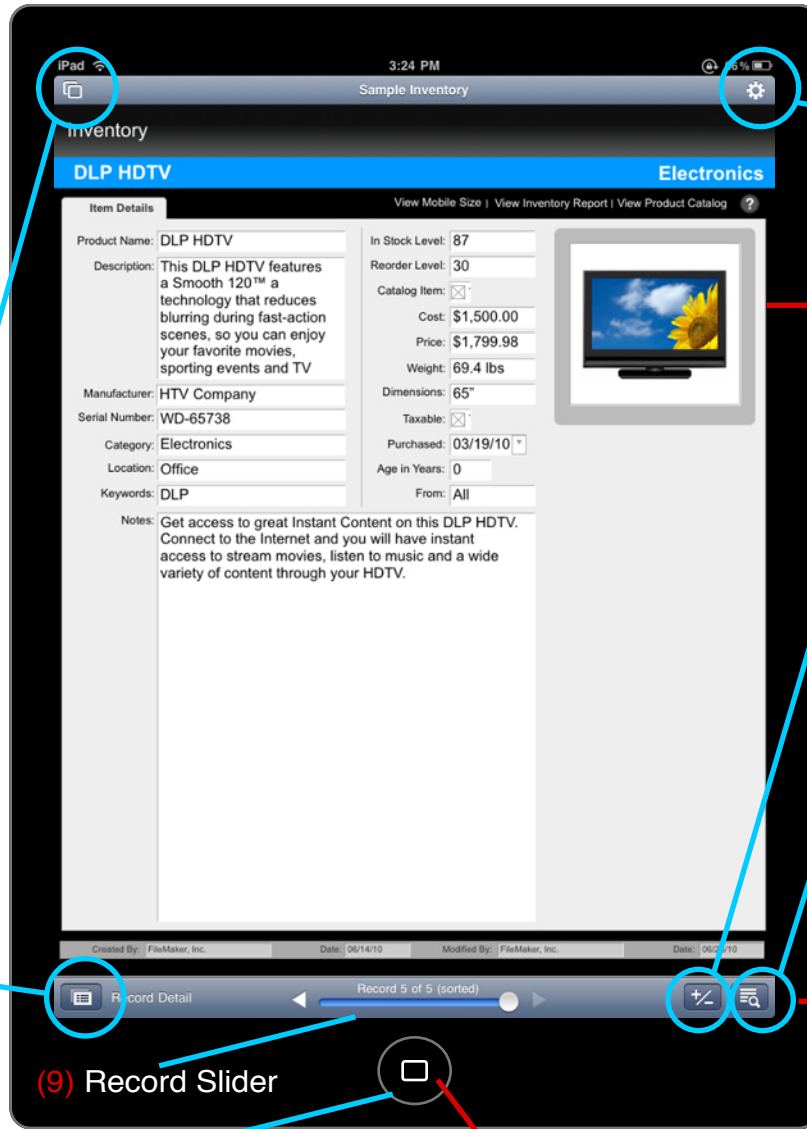 iPad 3:24 PM
Sample Inventory
Inventory
DLP HDTV Electronics
Item Details View Mobile Size | View Inventory Report | View Product Catalog ?
Product Name: DLP HDTV
Description: This DLP HDTV features
a Smooth 120™ a
technology that reduces
blurring during fast-action
scenes, so you can enjoy
your favorite movies,
sporting events and TV
Manufacturer: HTV Company
Serial Number: WD-65738
Category: Electronics
Location: Office
Keywords: DLP
In Stock Level: 87
Reorder Level: 30
Catalog Item:
Cost: $1,500.00
Price: $1,799.98
Weight: 69.4 lbs
Dimensions: 65"
Taxable:
Purchased: 03/19/10
Age in Years: 0
From: All
Notes: Get access to great Instant Content on this DLP HDTV.
Connect to the Internet and you will have instant
access to stream movies, listen to music and a wide
variety of content through your HDTV.
Created By: FileMaker, Inc. Date: 06/14/10 Modified By: FileMaker, Inc. Date:
Record Detail Record 5 of 5 (sorted) +/-
(9) Record Slider